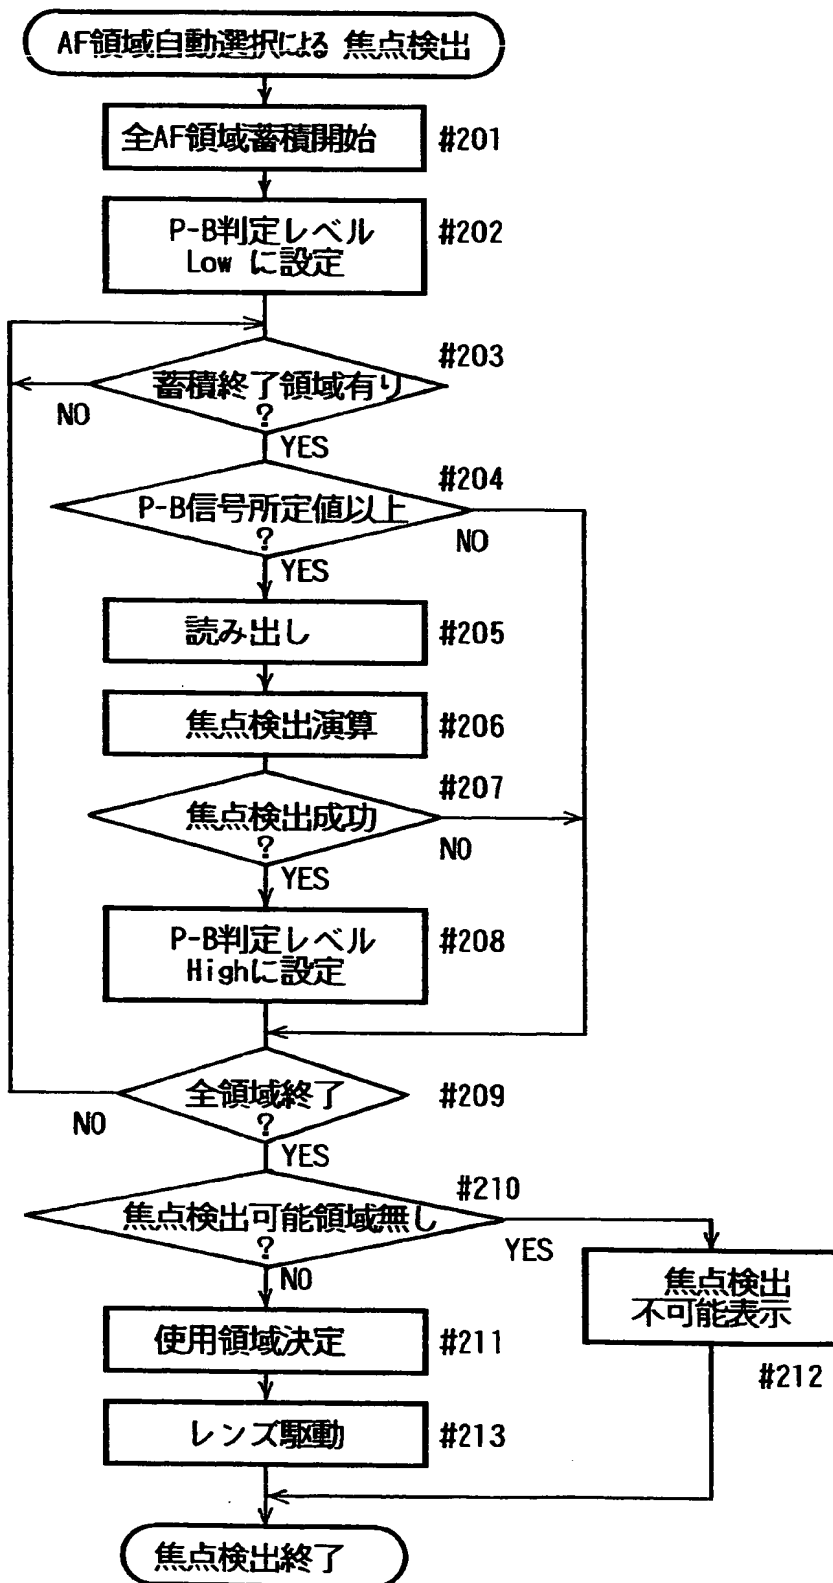 AF領域自動選択による 焦点検出
全AF領域蓄積開始
#201
P-B判定レベル
Low に設定
#202
#203
蓄積終了領域有り
?
NO
YES
#204
P-B信号所定値以上
?
NO
YES
読み出し
#205
焦点検出演算
#206
#207
焦点検出成功
?
NO
YES
P-B判定レベル
Highに設定
#208
全領域終了
?
#209
NO
YES
#210
焦点検出可能領域無し
?
YES
NO
焦点検出
不可能表示
#212
使用領域決定
#211
レンズ駆動
#213
焦点検出終了